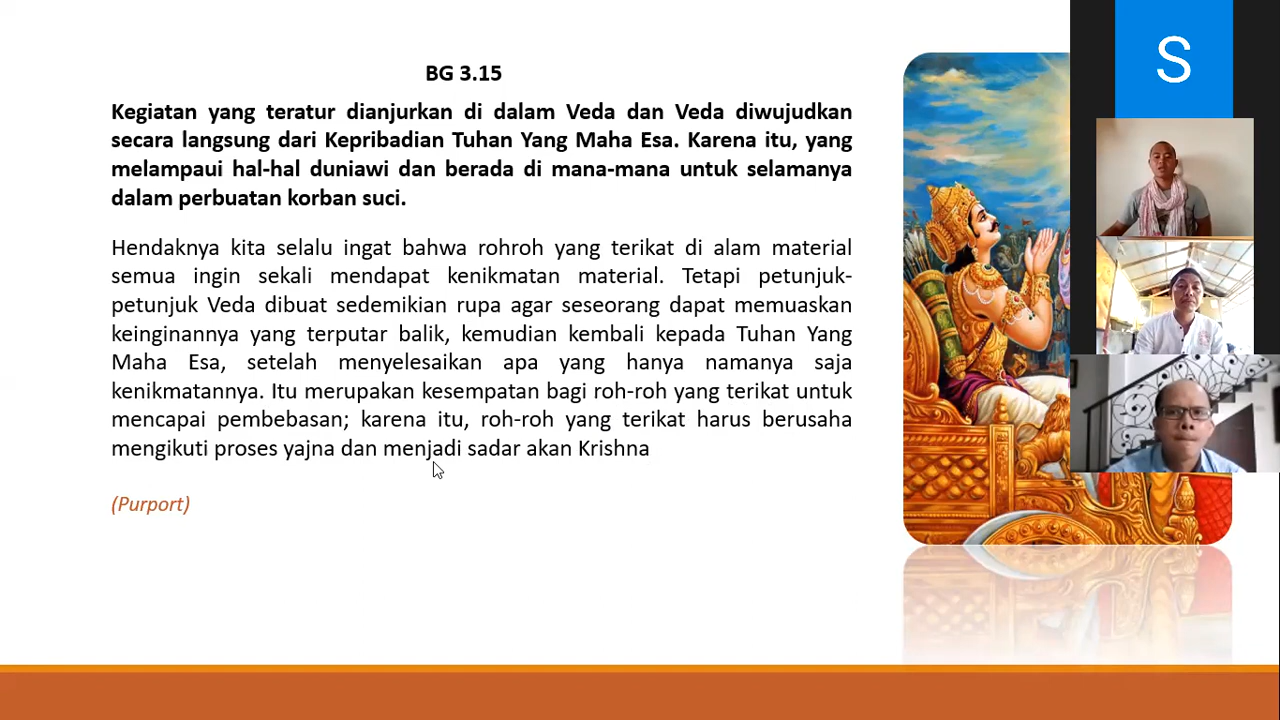 BG 3.15
Kegiatan yang teratur dianjurkan di dalam Veda dan Veda diwujudkan
secara langsung dari Kepribadian Tuhan Yang Maha Esa. Karena itu, yang
melampaui hal-hal duniawi dan berada di mana-mana untuk selamanya
dalam perbuatan korban suci.
Hendaknya kita selalu ingat bahwa rohroh yang terikat di alam material
semua ingin sekali mendapat kenikmatan material. Tetapi petunjuk-
petunjuk Veda dibuat sedemikian rupa agar seseorang dapat memuaskan
keinginannya yang terputar balik, kemudian kembali kepada Tuhan Yang
Maha Esa, setelah menyelesaikan apa yang hanya namanya saja
kenikmatannya. Itu merupakan kesempatan bagi roh-roh yang terikat untuk
mencapai pembebasan; karena itu, roh-roh yang terikat harus berusaha
mengikuti proses yajna dan menjadi sadar akan Krishna
(Purport)
S